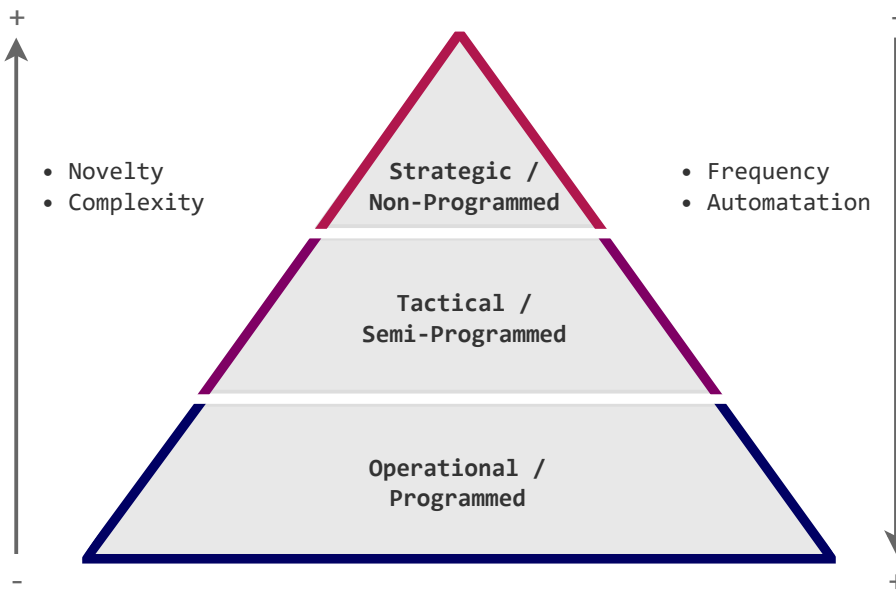 +
-
• Novelty
• Complexity
Strategic /
Non-Programmed
• Frequency
• Automatation
Tactical /
Semi-Programmed
Operational /
Programmed
-
+